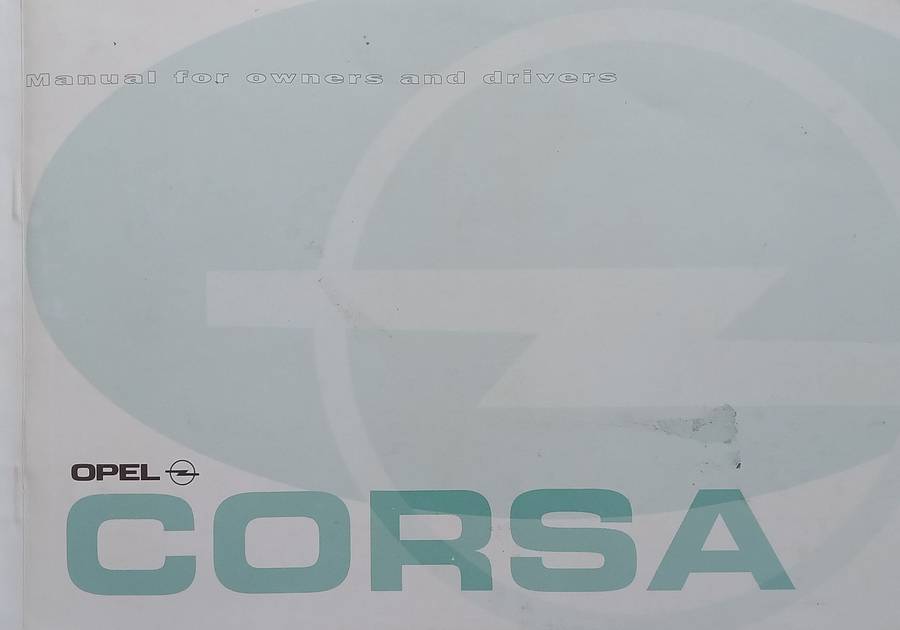 Manual for owners and drivers
OPEL
CORSA